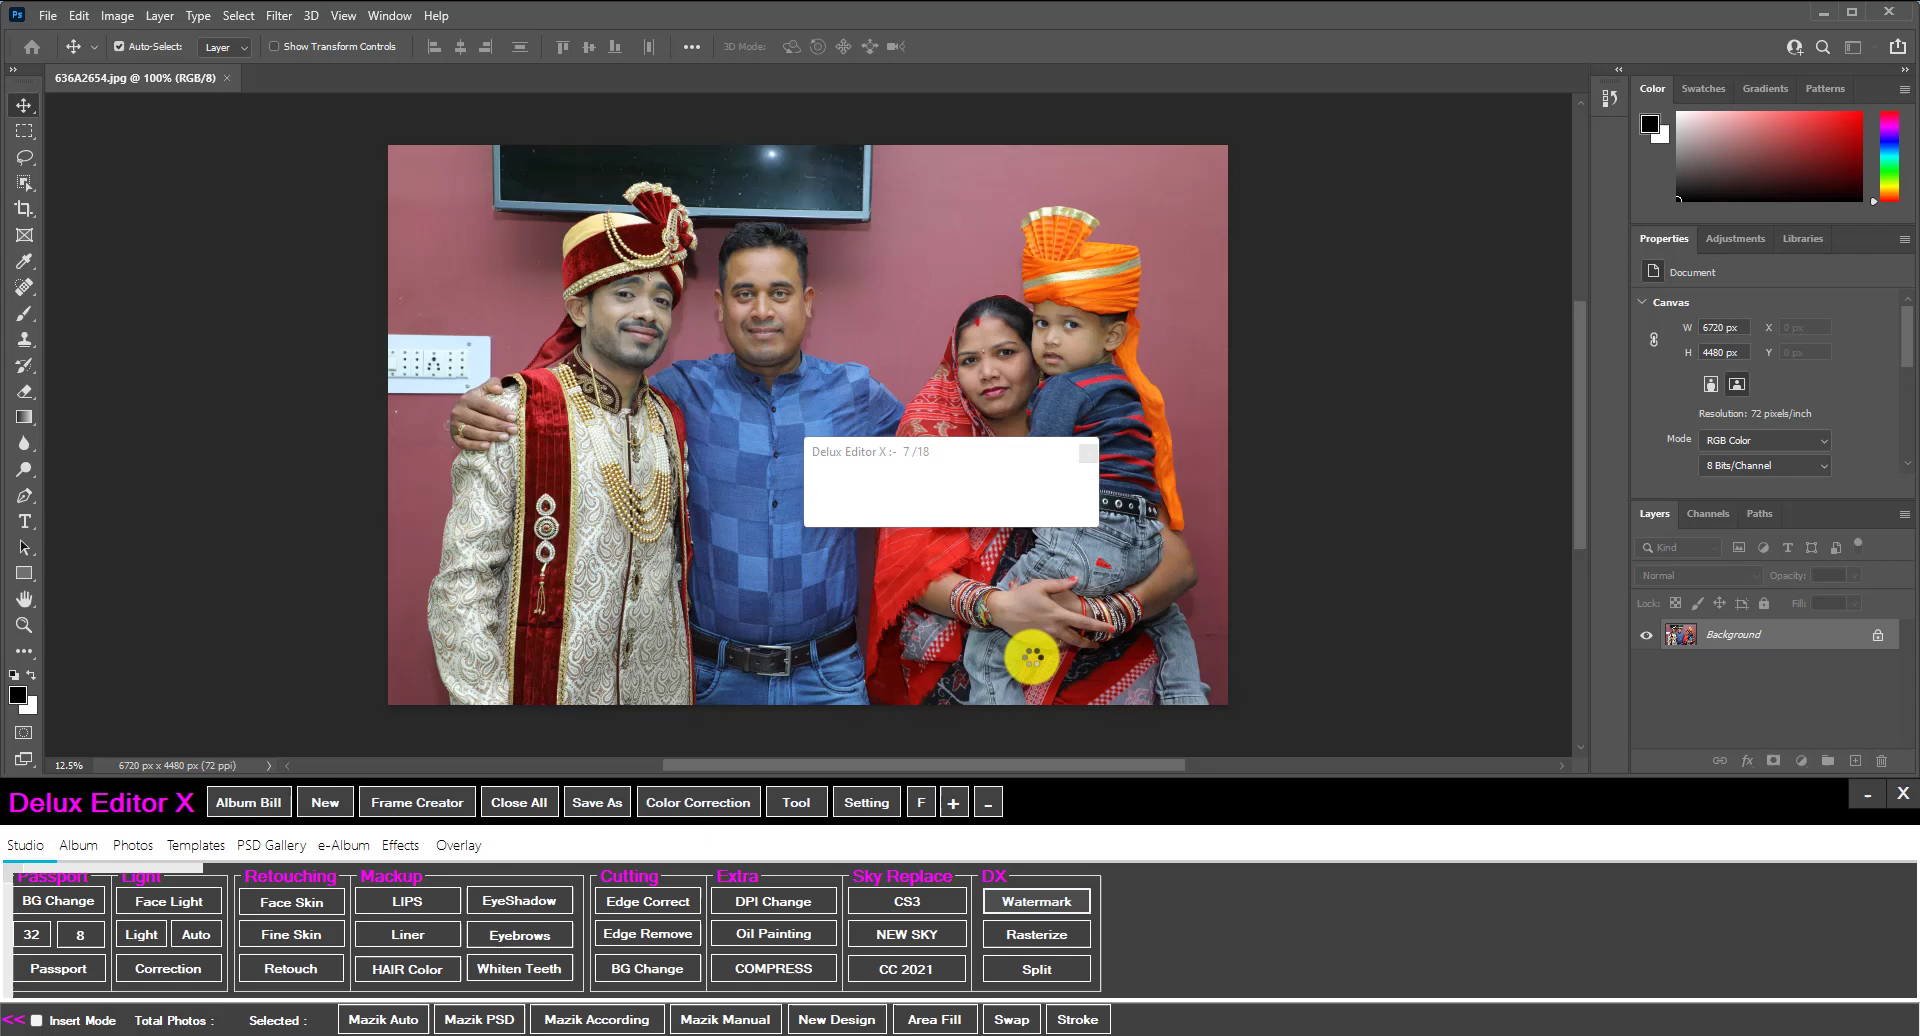 Ps File Edit Image Layer Type Select Filter 3D View Window Help
Auto-Select: Layer Show Transform Controls 3D Mode:
636A2654.jpg @ 100% (RGB/8)
Color Swatches Gradients Patterns
Properties Adjustments Libraries
Document
Canvas
W 6720 px X 0 px
H 4480 px Y 0 px
Resolution: 72 pixels/inch
Mode RGB Color
8 Bits/Channel
Delux Editor X :- 7 /18
Layers Channels Paths
Kind
Normal Opacity:
Lock: Fill:
Background
12.5% 6720 px x 4480 px (72 ppi)
Delux Editor X Album Bill New Frame Creator Close All Save As Color Correction Tool Setting F + - - X
Studio Album Photos Templates PSD Gallery e-Album Effects Overlay
Passport Light Retouching Mackup Cutting Extra Sky Replace DX
BG Change Face Light Face Skin LIPS EyeShadow Edge Correct DPI Change CS3 Watermark
32 8 Light Auto Fine Skin Liner Eyebrows Edge Remove Oil Painting NEW SKY Rasterize
Passport Correction Retouch HAIR Color Whiten Teeth BG Change COMPRESS CC 2021 Split
<< Insert Mode Total Photos : Selected : Mazik Auto Mazik PSD Mazik According Mazik Manual New Design Area Fill Swap Stroke